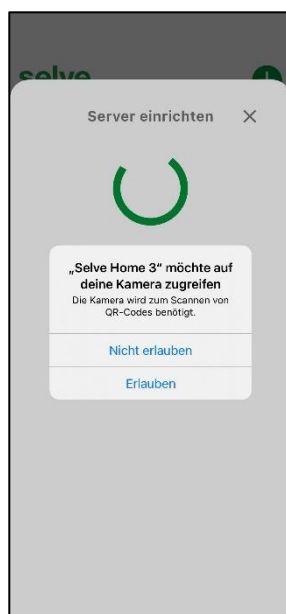 selve
Server einrichten
„Selve Home 3“ möchte auf
deine Kamera zugreifen
Die Kamera wird zum Scannen von
QR-Codes benötigt.
Nicht erlauben
Erlauben